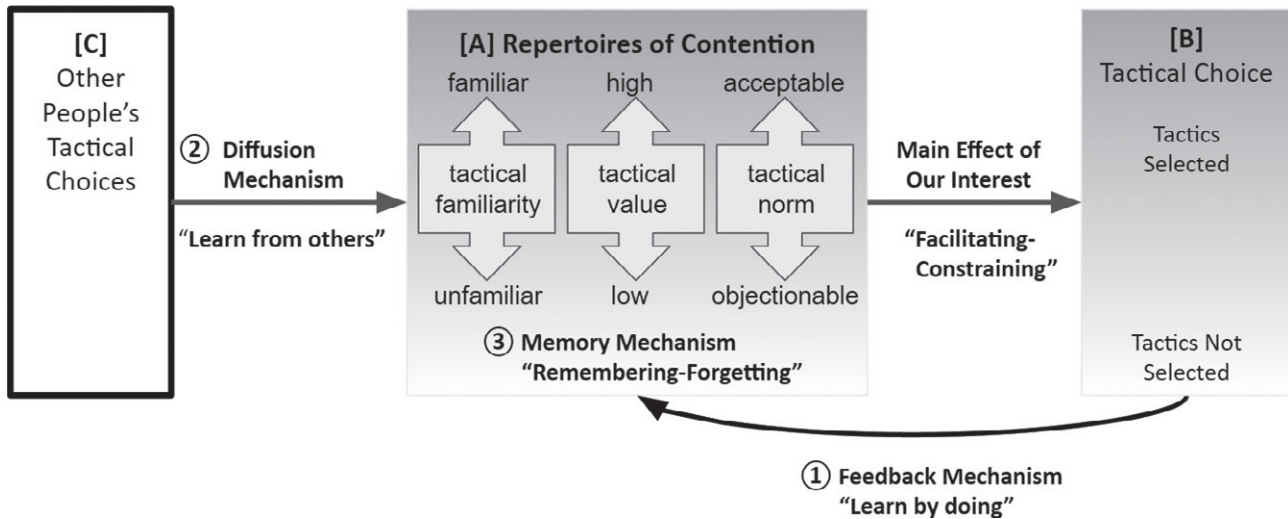 [C]
Other
People's
Tactical
Choices
② Diffusion
Mechanism
“Learn from others”
[A] Repertoires of Contention
familiar
high
acceptable
tactical
familiarity
tactical
value
tactical
norm
unfamiliar
low
objectionable
③ Memory Mechanism
“Remembering-Forgetting”
Main Effect of
Our Interest
“Facilitating-
Constraining”
[B]
Tactical Choice
Tactics
Selected
Tactics Not
Selected
① Feedback Mechanism
“Learn by doing”